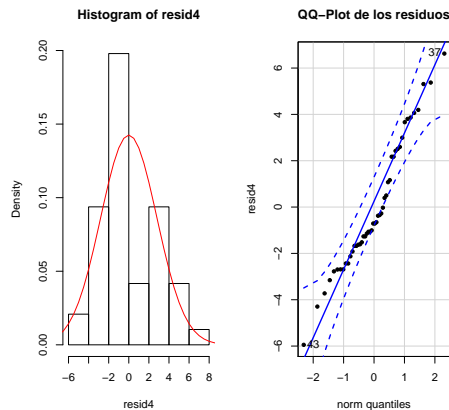 Histogram of resid4
Density
0.00 0.05 0.10 0.15 0.20
-6 -4 -2 0 2 4 6 8
resid4
QQ-Plot de los residuos
resid4
-6 -4 -2 0 2 4 6
37
43
-2 -1 0 1 2
norm quantiles